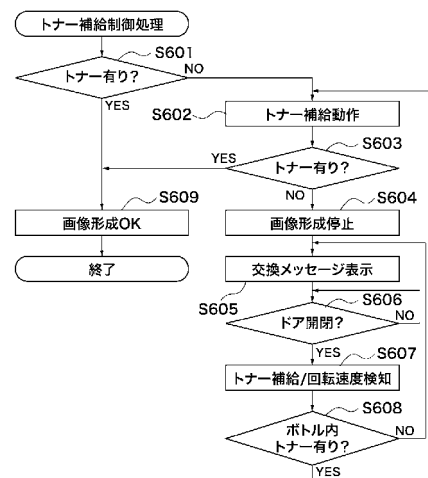 トナー補給制御処理
S601
トナー有り?
NO
YES
S602
トナー補給動作
S603
トナー有り?
YES
NO
S609
画像形成OK
S604
画像形成停止
終了
交換メッセージ表示
S605
S606
ドア開閉?
NO
YES
S607
トナー補給/回転速度検知
S608
ボトル内
トナー有り?
NO
YES